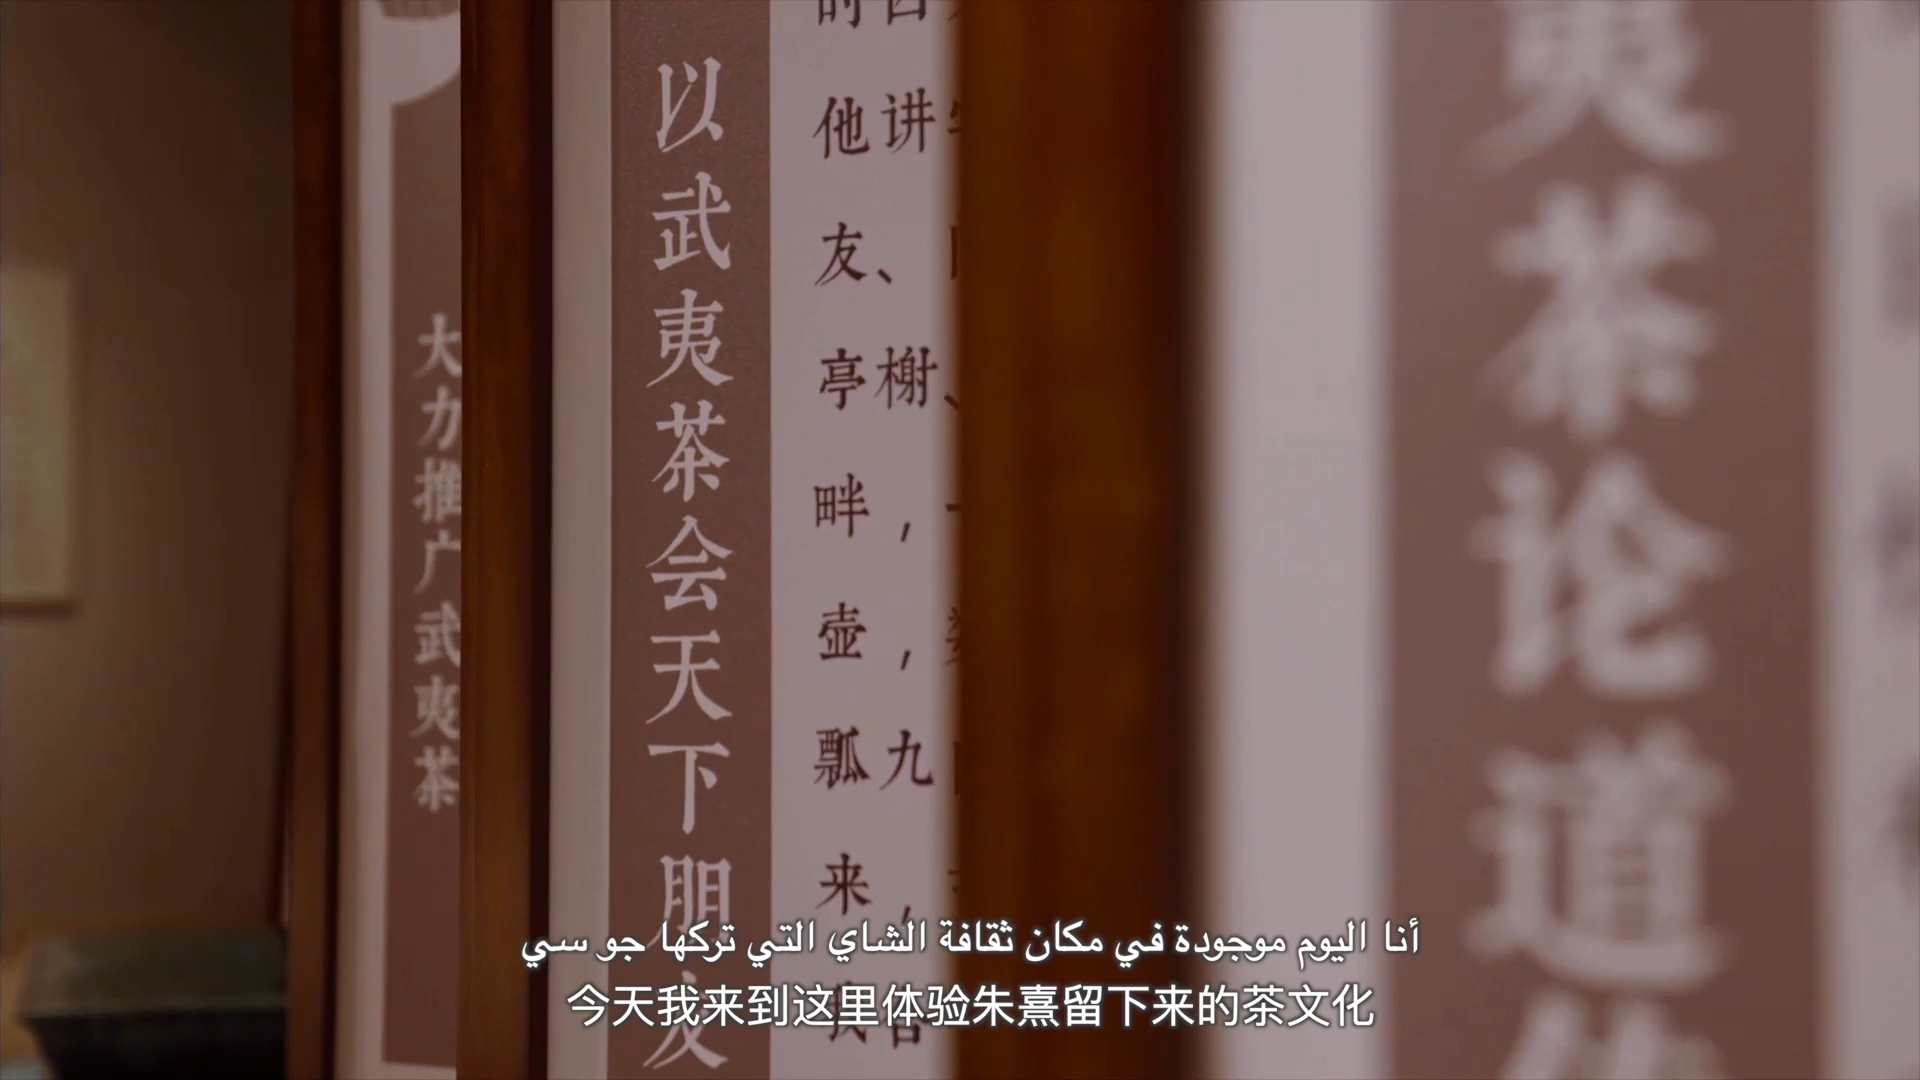 大力推广武夷茶
以武夷茶会天下朋友
他讲
友、
亭榭、
畔，
壶，
瓢九
来，
夷茶论道
أنا اليوم موجودة في مكان ثقافة الشاي التي تركها جو سي
今天我来到这里体验朱熹留下来的茶文化